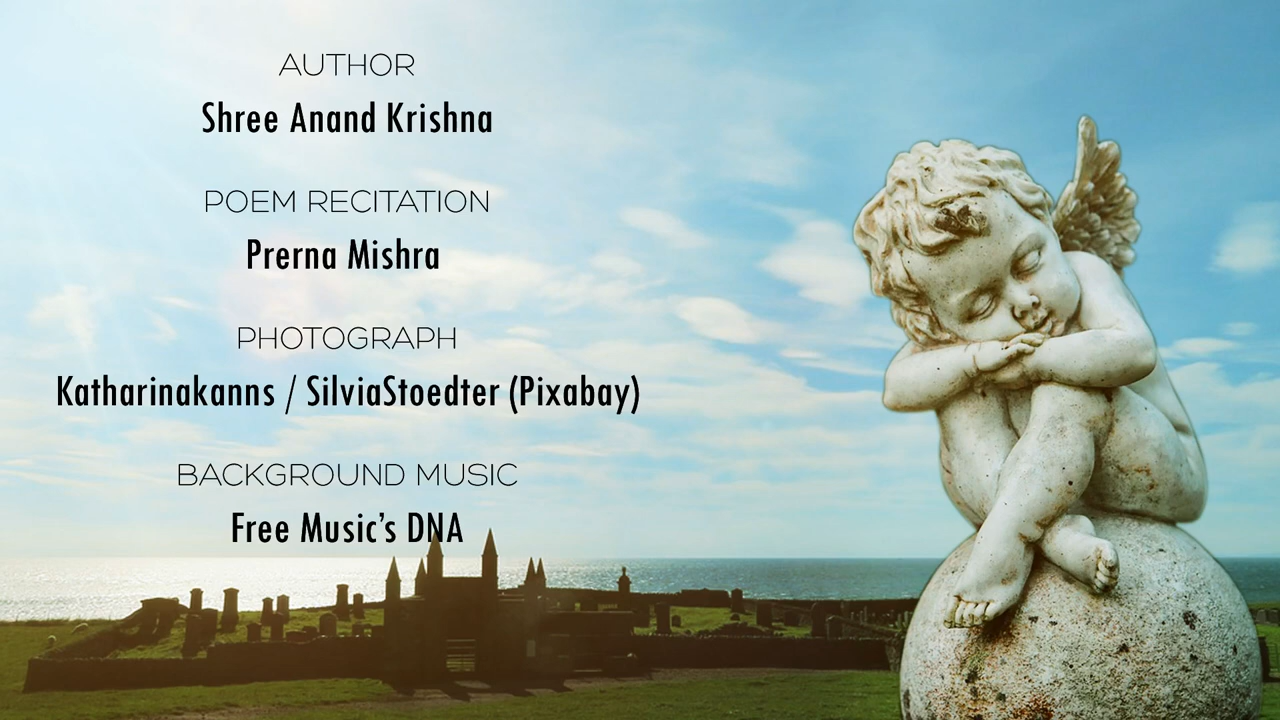 AUTHOR
Shree Anand Krishna
POEM RECITATION
Prerna Mishra
PHOTOGRAPH
Katharinakanns / SilviaStoedter (Pixabay)
BACKGROUND MUSIC
Free Music’s DNA